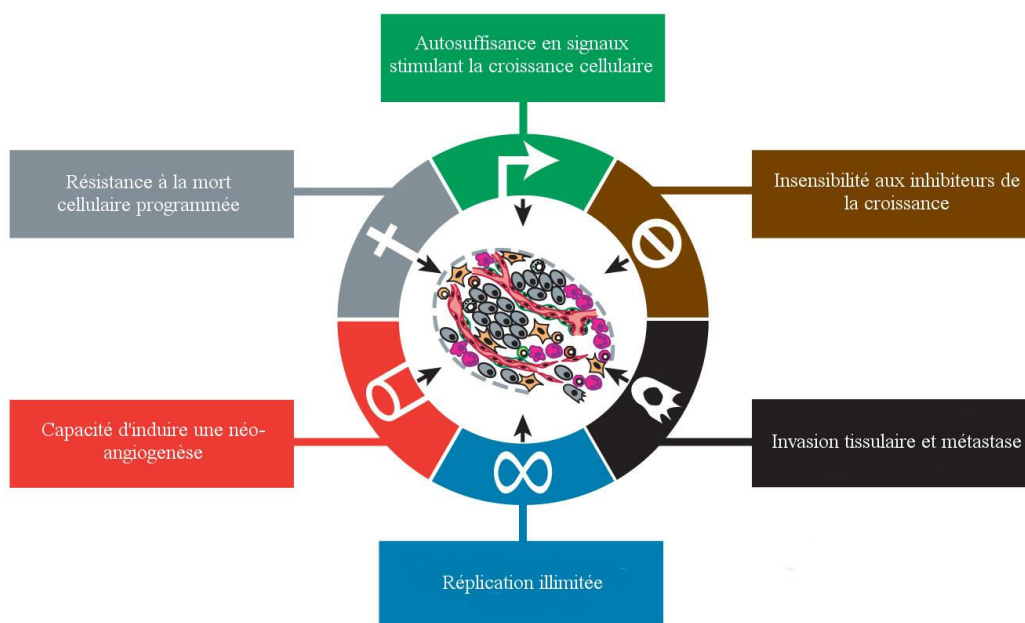 Autosuffisance en signaux
stimulant la croissance cellulaire
Résistance à la mort
cellulaire programmée
Insensibilité aux inhibiteurs de
la croissance
Capacité d'induire une néo-
angiogenèse
Invasion tissulaire et métastase
Réplication illimitée